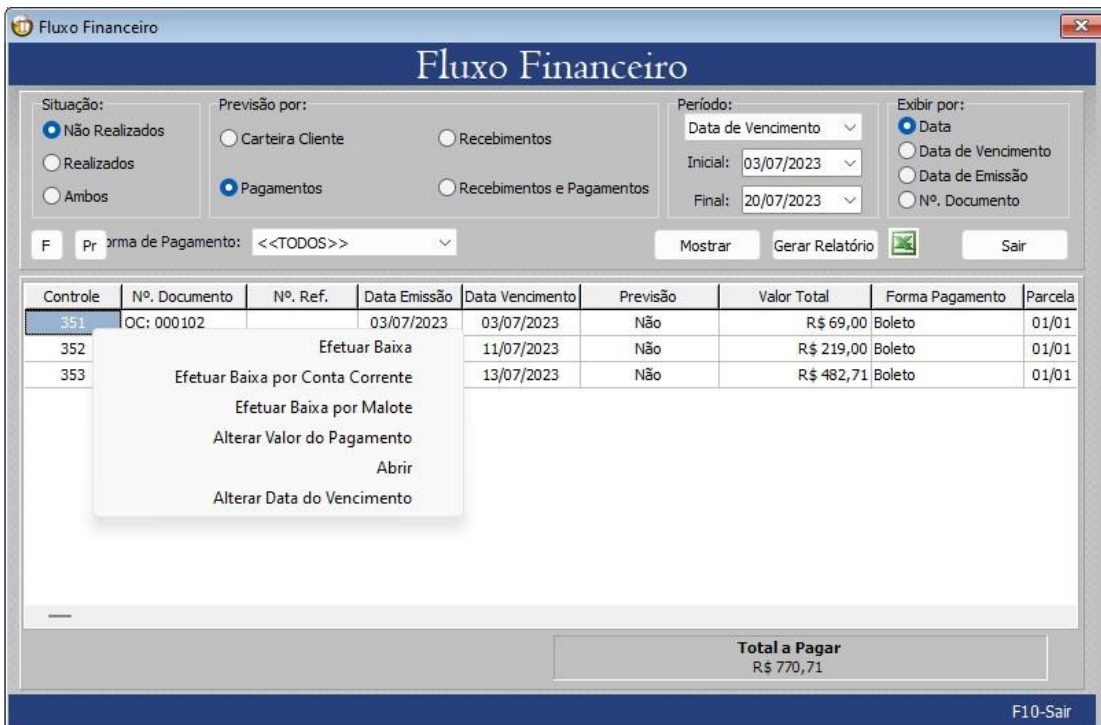 Fluxo Financeiro
Fluxo Financeiro
Situação:
Não Realizados
Realizados
Ambos
Previsão por:
Carteira Cliente
Recebimentos
Pagamentos
Recebimentos e Pagamentos
Período:
Data de Vencimento
Inicial: 03/07/2023
Final: 20/07/2023
Exibir por:
Data
Data de Vencimento
Data de Emissão
Nº. Documento
F Pr orma de Pagamento: <<TODOS>> Mostrar Gerar Relatório Sair
Controle Nº. Documento Nº. Ref. Data Emissão Data Vencimento Previsão Valor Total Forma Pagamento Parcela
351 OC: 000102 03/07/2023 03/07/2023 Não R$ 69,00 Boleto 01/01
352 11/07/2023 Não R$ 219,00 Boleto 01/01
353 13/07/2023 Não R$ 482,71 Boleto 01/01
Efetuar Baixa
Efetuar Baixa por Conta Corrente
Efetuar Baixa por Malote
Alterar Valor do Pagamento
Abrir
Alterar Data do Vencimento
Total a Pagar
R$ 770,71
F10-Sair